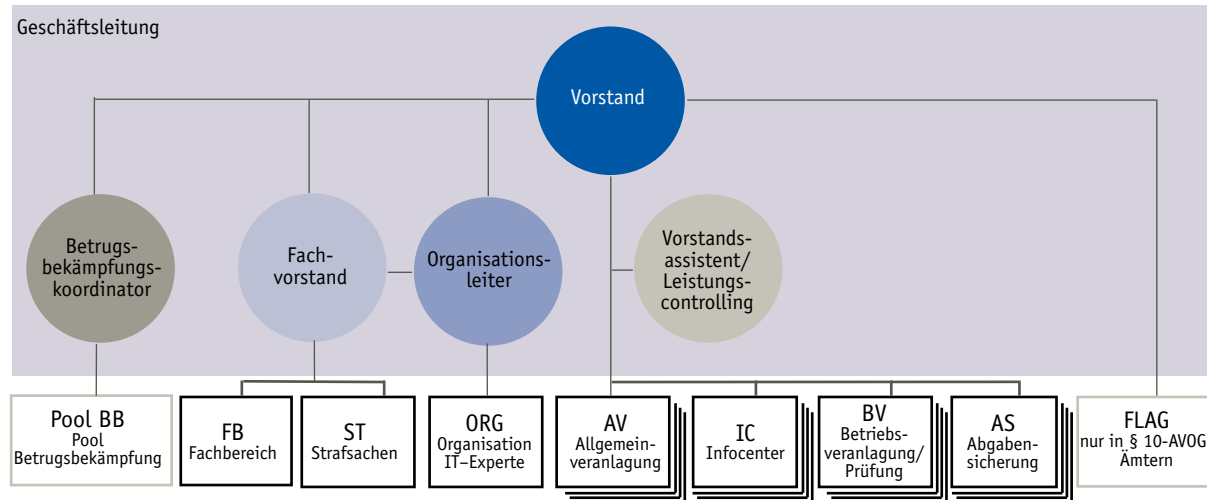 Geschäftsleitung
Vorstand
Betrugs-
bekämpfungs-
koordinator
Fach-
vorstand
Organisations-
leiter
Vorstands-
assistent/
Leistungs-
controlling
Pool BB
Pool
Betrugsbekämpfung
FB
Fachbereich
ST
Strafsachen
ORG
Organisation
IT–Experte
AV
Allgemein-
veranlagung
IC
Infocenter
BV
Betriebs-
veranlagung/
Prüfung
AS
Abgaben-
sicherung
FLAG
nur in § 10-AVOG
Ämtern